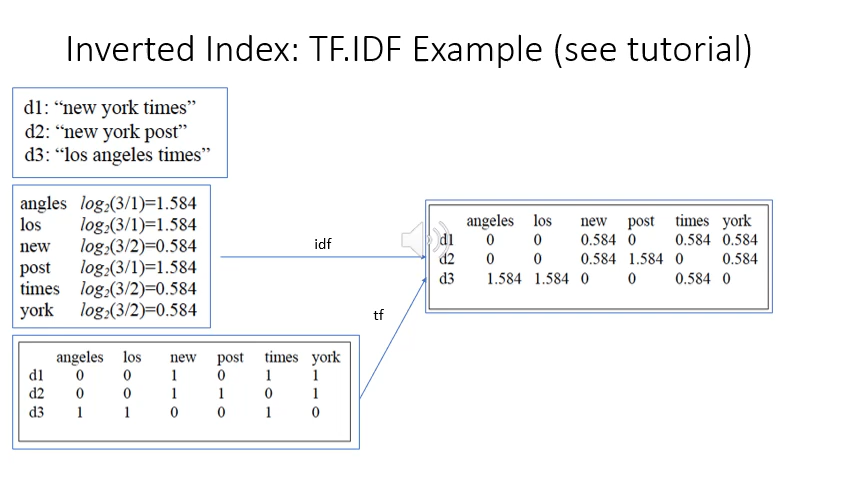 Inverted Index: TF.IDF Example (see tutorial)
d1: “new york times”
d2: “new york post”
d3: “los angeles times”
angles log2(3/1)=1.584
los log2(3/1)=1.584
new log2(3/2)=0.584
post log2(3/1)=1.584
times log2(3/2)=0.584
york log2(3/2)=0.584
idf
tf
angeles los new post times york
d1 0 0 1 0 1 1
d2 0 0 1 1 0 1
d3 1 1 0 0 1 0
angeles los new post times york
d1 0 0 0.584 0 0.584 0.584
d2 0 0 0.584 1.584 0 0.584
d3 1.584 1.584 0 0 0.584 0